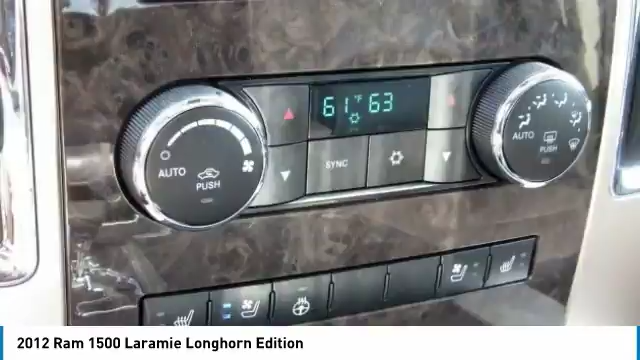 61 °F 63
AUTO
PUSH
SYNC
AUTO
PUSH
2012 Ram 1500 Laramie Longhorn Edition